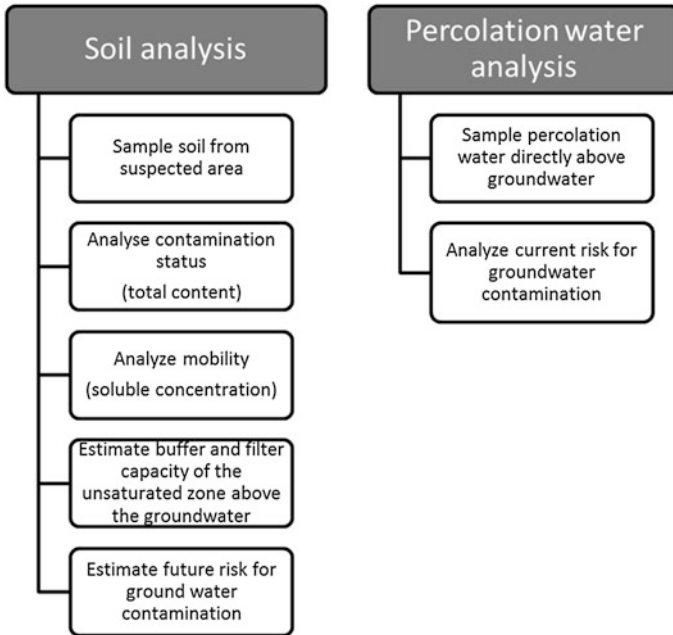 Soil analysis
Sample soil from
suspected area
Analyse contamination
status
(total content)
Analyze mobility
(soluble concentration)
Estimate buffer and filter
capacity of the
unsaturated zone above
the groundwater
Estimate future risk for
ground water
contamination
Percolation water
analysis
Sample percolation
water directly above
groundwater
Analyze current risk for
groundwater
contamination